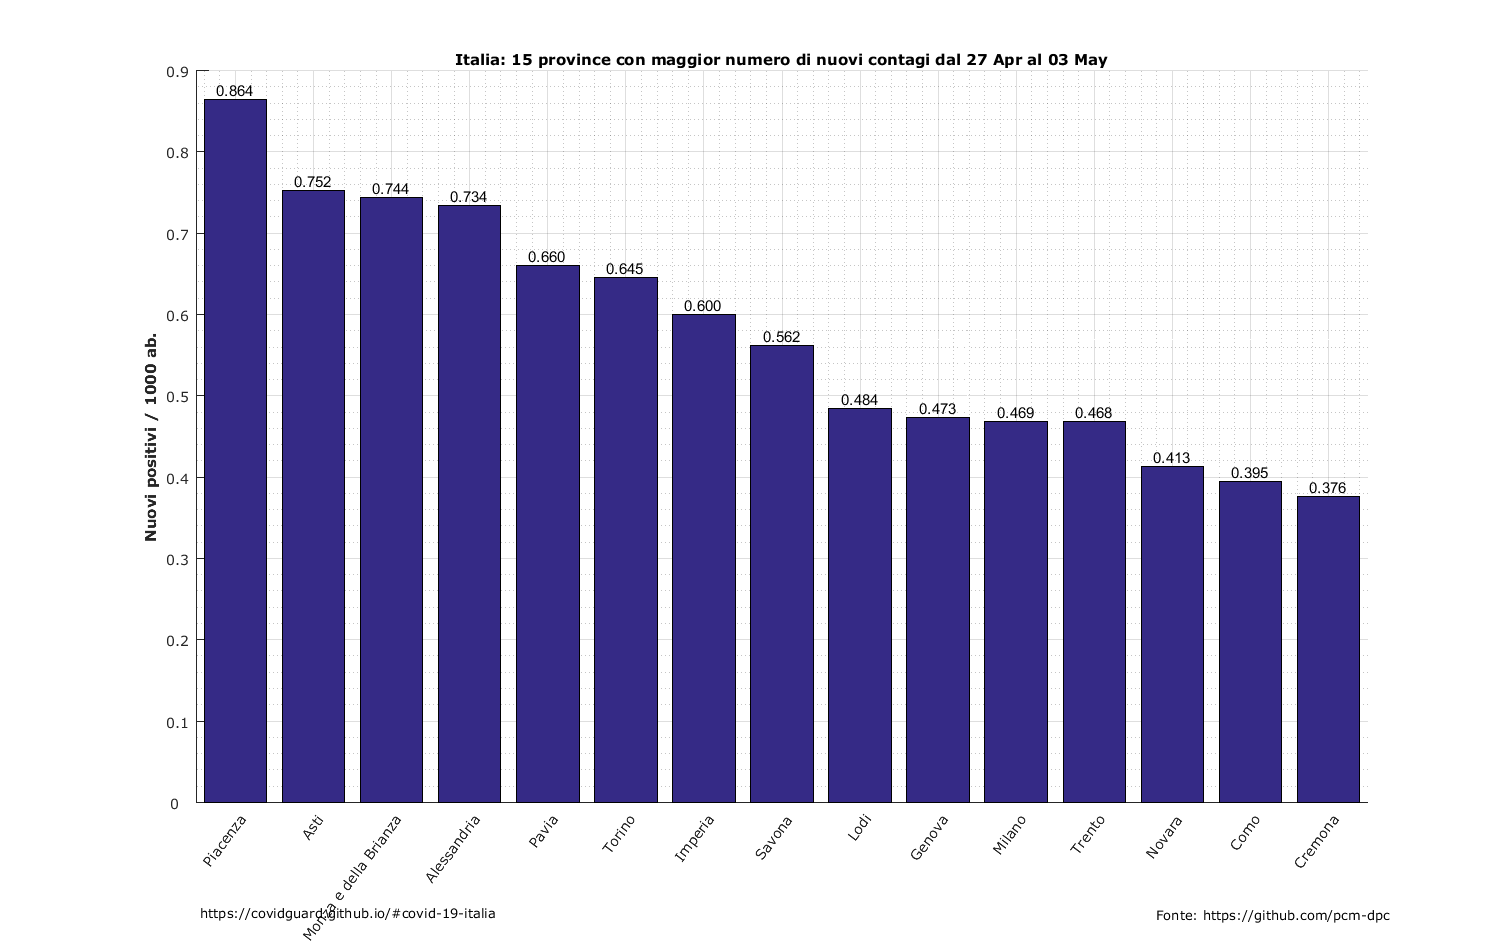 Italia: 15 province con maggior numero di nuovi contagi dal 27 Apr al 03 May
Nuovi positivi / 1000 ab.
0.9
0.8
0.7
0.6
0.5
0.4
0.3
0.2
0.1
0
0.864
0.752
0.744
0.734
0.660
0.645
0.600
0.562
0.484
0.473
0.469
0.468
0.413
0.395
0.376
Piacenza
Asti
Monza e della Brianza
Alessandria
Pavia
Torino
Imperia
Savona
Lodi
Genova
Milano
Trento
Novara
Como
Cremona
https://covidguard.github.io/#covid-19-italia
Fonte: https://github.com/pcm-dpc